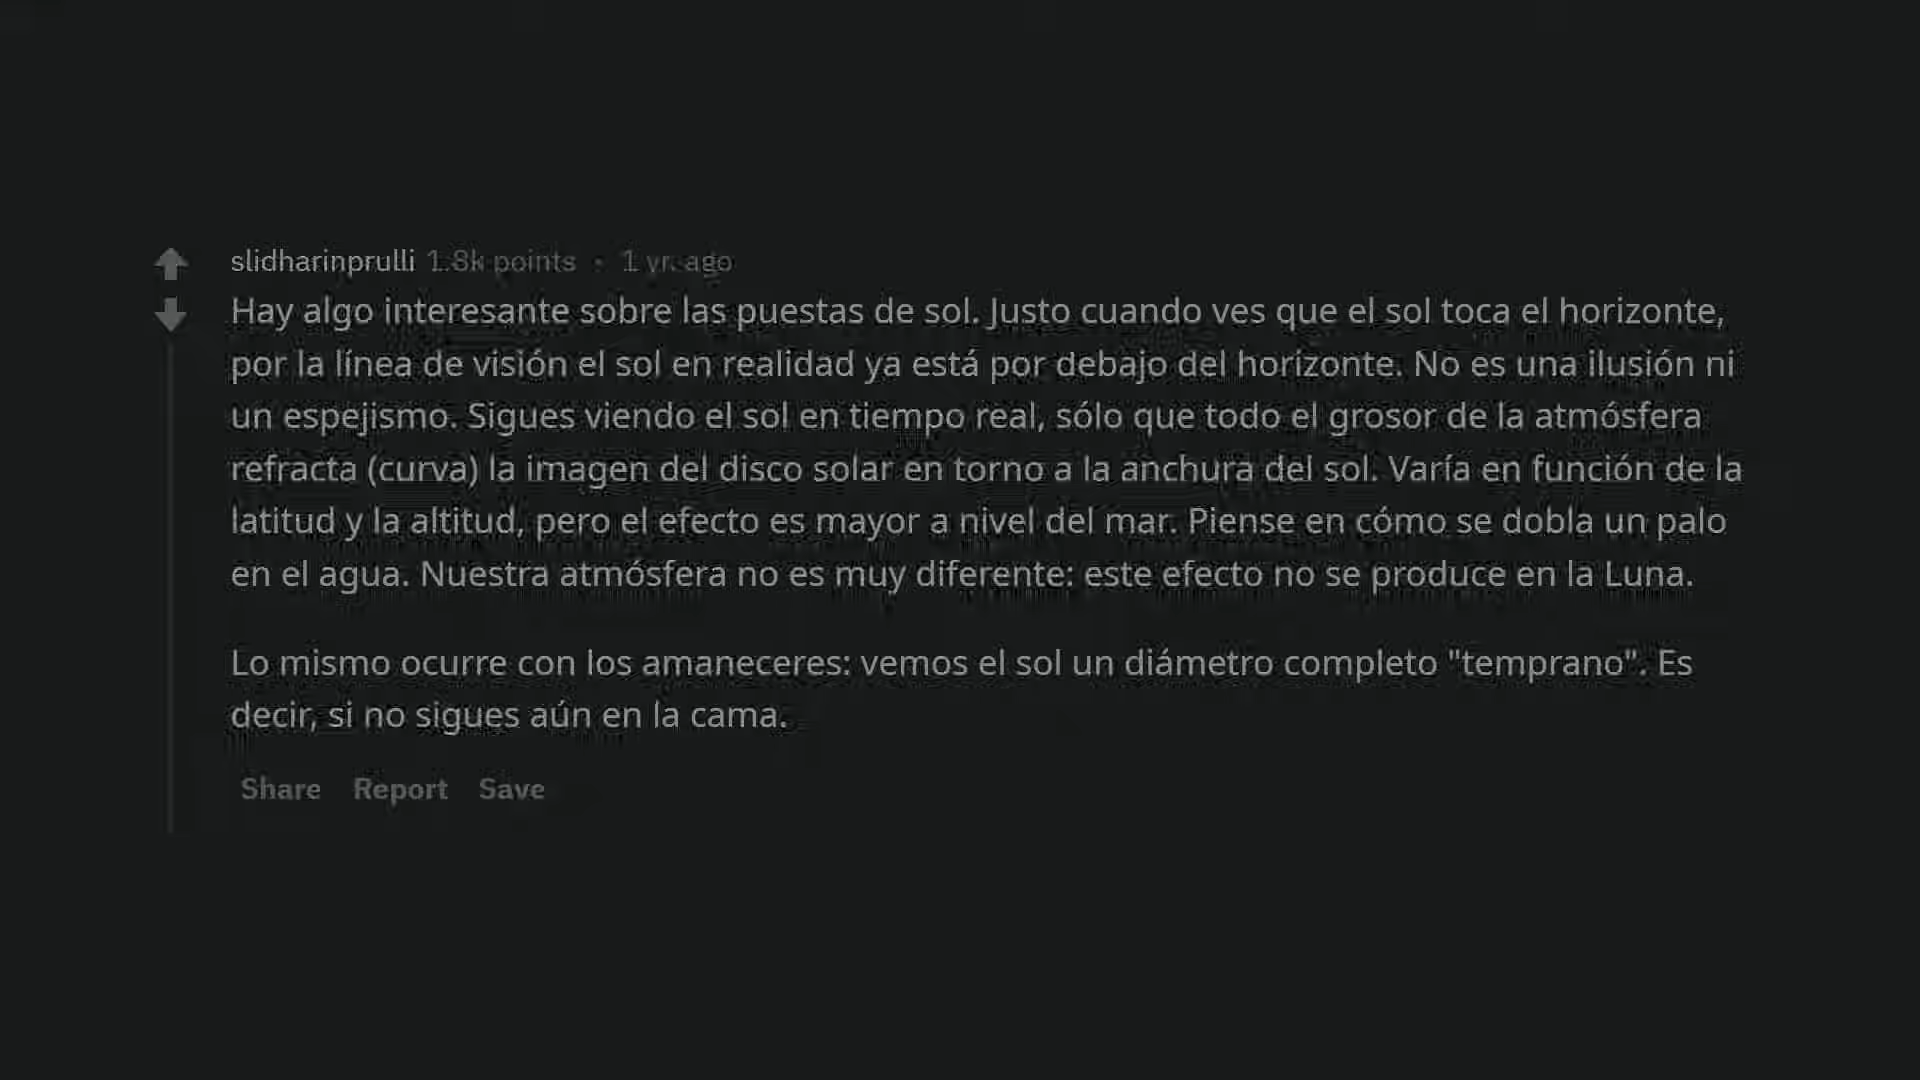 slidharinprulli 1.8k points · 1 yr. ago
Hay algo interesante sobre las puestas de sol. Justo cuando ves que el sol toca el horizonte,
por la línea de visión el sol en realidad ya está por debajo del horizonte. No es una ilusión ni
un espejismo. Sigues viendo el sol en tiempo real, sólo que todo el grosor de la atmósfera
refracta (curva) la imagen del disco solar en torno a la anchura del sol. Varía en función de la
latitud y la altitud, pero el efecto es mayor a nivel del mar. Piense en cómo se dobla un palo
en el agua. Nuestra atmósfera no es muy diferente: este efecto no se produce en la Luna.
Lo mismo ocurre con los amaneceres: vemos el sol un diámetro completo "temprano". Es
decir, si no sigues aún en la cama.
Share Report Save